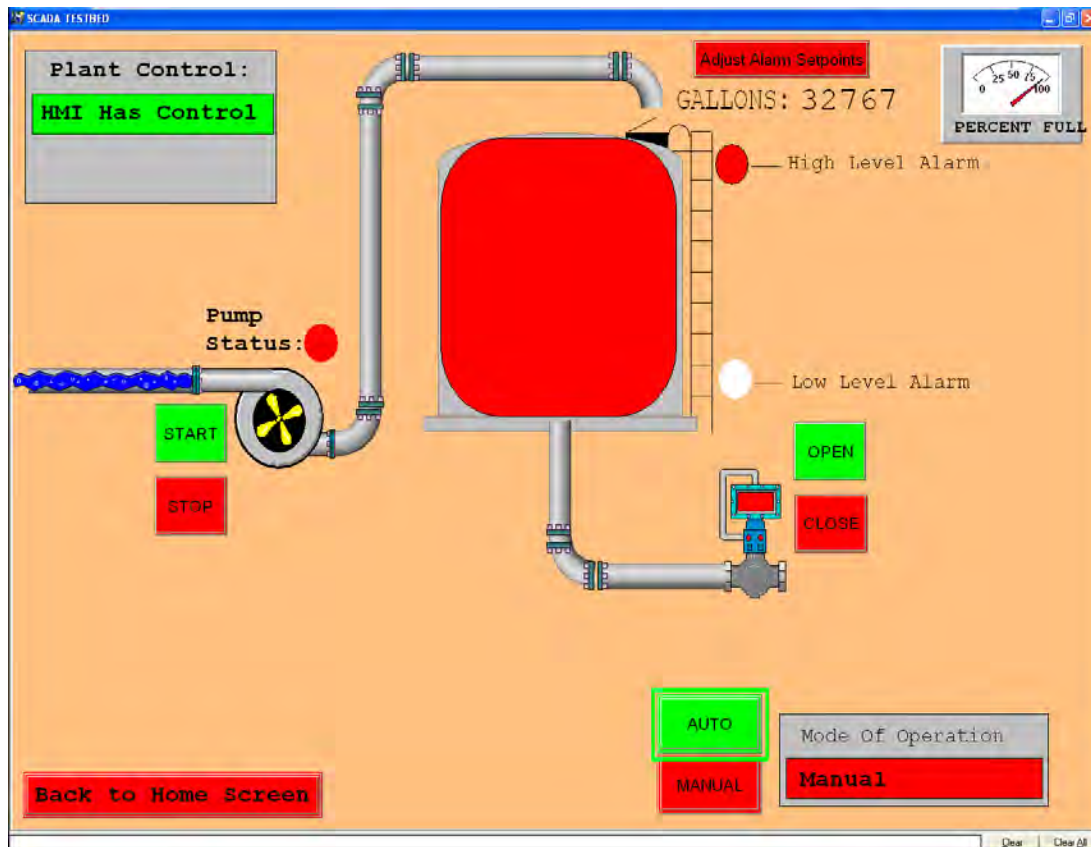 SCADA TESTBED
Plant Control:
HMI Has Control
Adjust Alarm Setpoints
GALLONS: 32767
0 25 50 75 100
PERCENT FULL
High Level Alarm
Pump
Status:
Low Level Alarm
START
STOP
OPEN
CLOSE
AUTO
MANUAL
Mode Of Operation
Manual
Back to Home Screen
Clear
Clear All